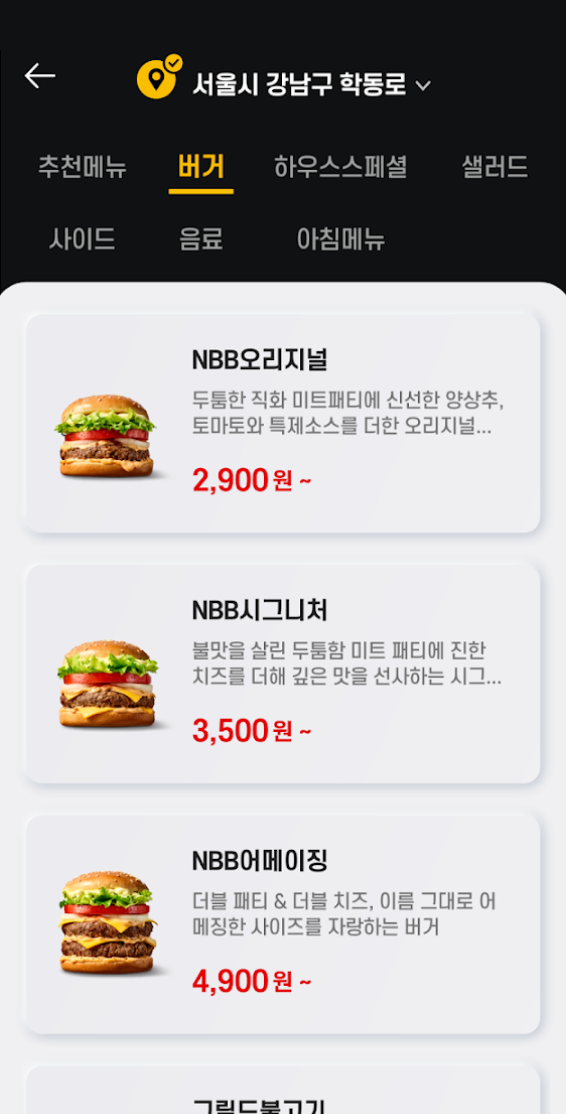 서울시 강남구 학동로
추천메뉴 버거 하우스스페셜 샐러드
사이드 음료 아침메뉴
NBB오리지널
두툼한 직화 미트패티에 신선한 양상추,
토마토와 특제소스를 더한 오리지널...
2,900원 ~
NBB시그니처
불맛을 살린 두툼함 미트 패티에 진한
치즈를 더해 깊은 맛을 선사하는 시그...
3,500원 ~
NBB어메이징
더블 패티 & 더블 치즈, 이름 그대로 어
메징한 사이즈를 자랑하는 버거
4,900원 ~
그릴드불고기